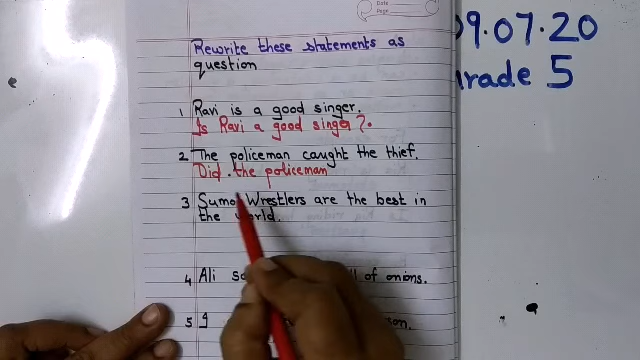 Date
Page
09.07.20
Grade 5
Rewrite these statements as
question
1 Ravi is a good singer.
Is Ravi a good singer?
2 The policeman caught the thief.
Did the policeman
3 Sumo Wrestlers are the best in
the world.
4 Ali of onions.
5 I